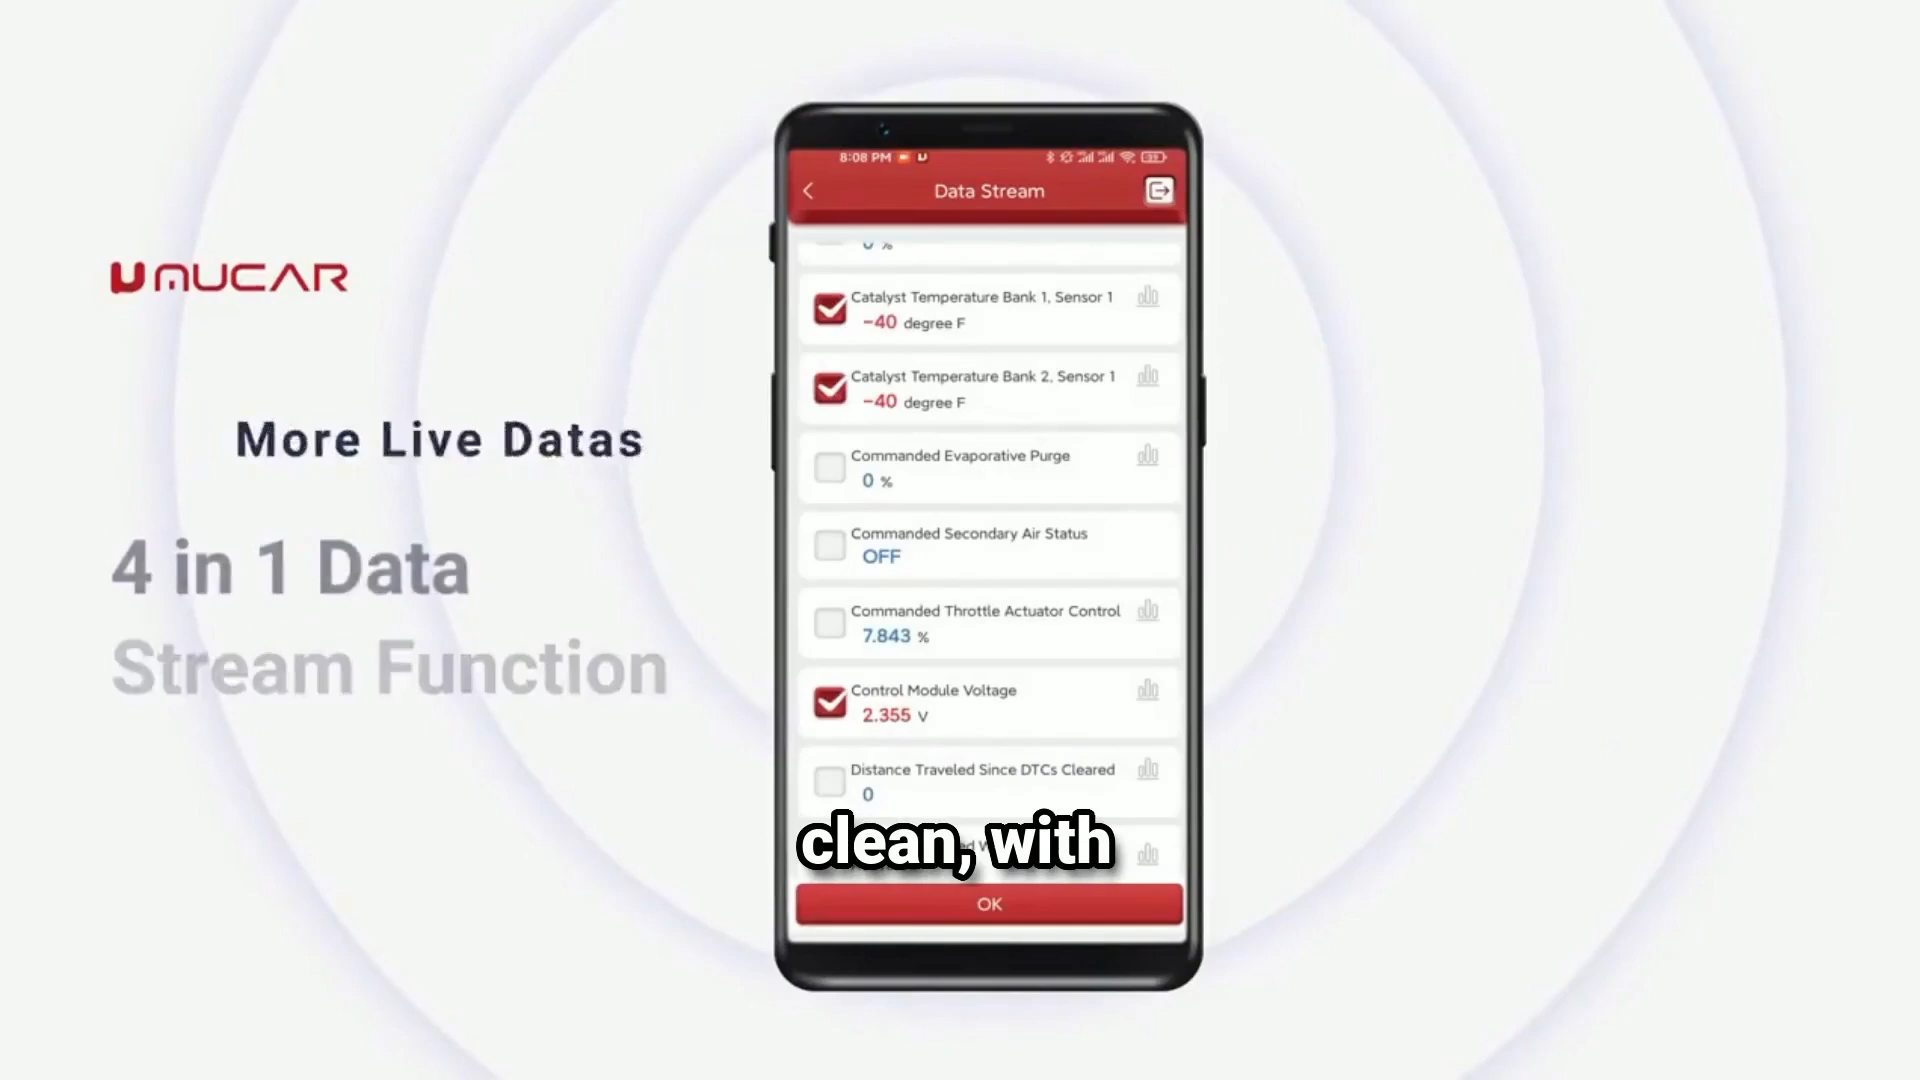 MUCAR
More Live Datas
4 in 1 Data
Stream Function
8:08 PM
Data Stream
0 %
Catalyst Temperature Bank 1, Sensor 1
-40 degree F
Catalyst Temperature Bank 2, Sensor 1
-40 degree F
Commanded Evaporative Purge
0 %
Commanded Secondary Air Status
OFF
Commanded Throttle Actuator Control
7.843 %
Control Module Voltage
2.355 V
Distance Traveled Since DTCs Cleared
0
clean, with
OK